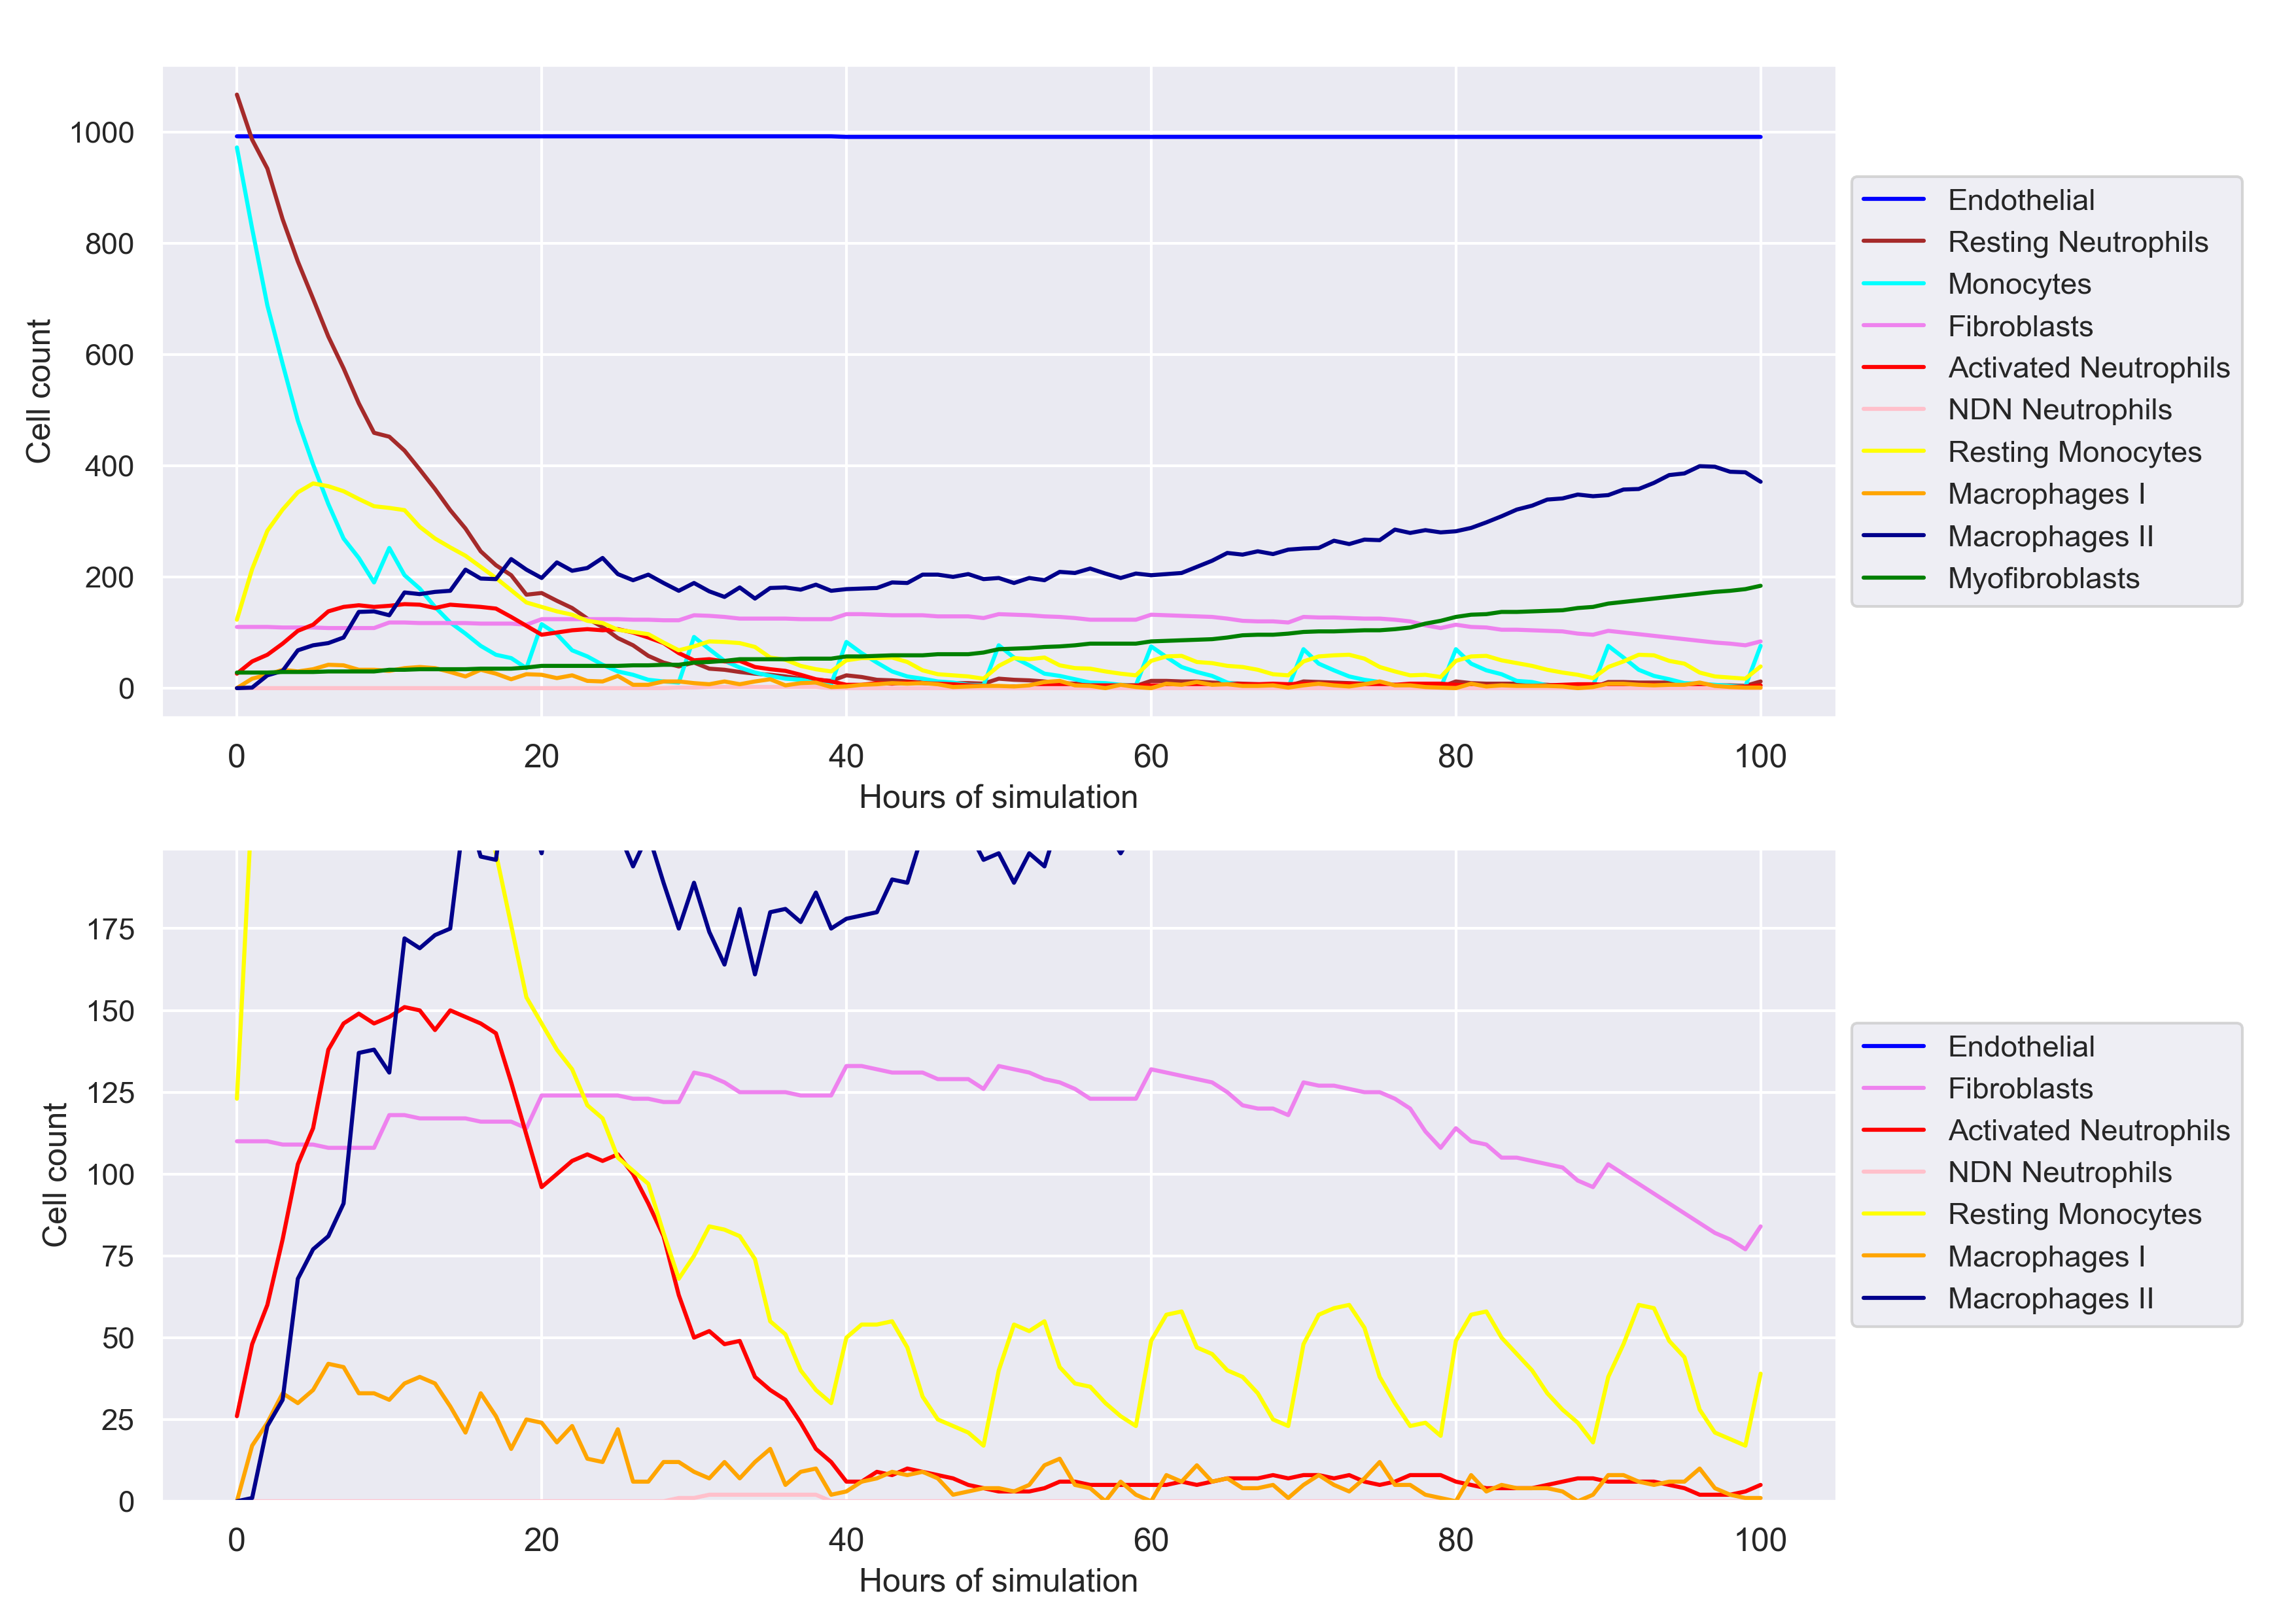 1000
800
600
400
200
0
Cell count
0 20 40 60 80 100
Hours of simulation
Endothelial
Resting Neutrophils
Monocytes
Fibroblasts
Activated Neutrophils
NDN Neutrophils
Resting Monocytes
Macrophages I
Macrophages II
Myofibroblasts
175
150
125
100
75
50
25
0
Cell count
0 20 40 60 80 100
Hours of simulation
Endothelial
Fibroblasts
Activated Neutrophils
NDN Neutrophils
Resting Monocytes
Macrophages I
Macrophages II